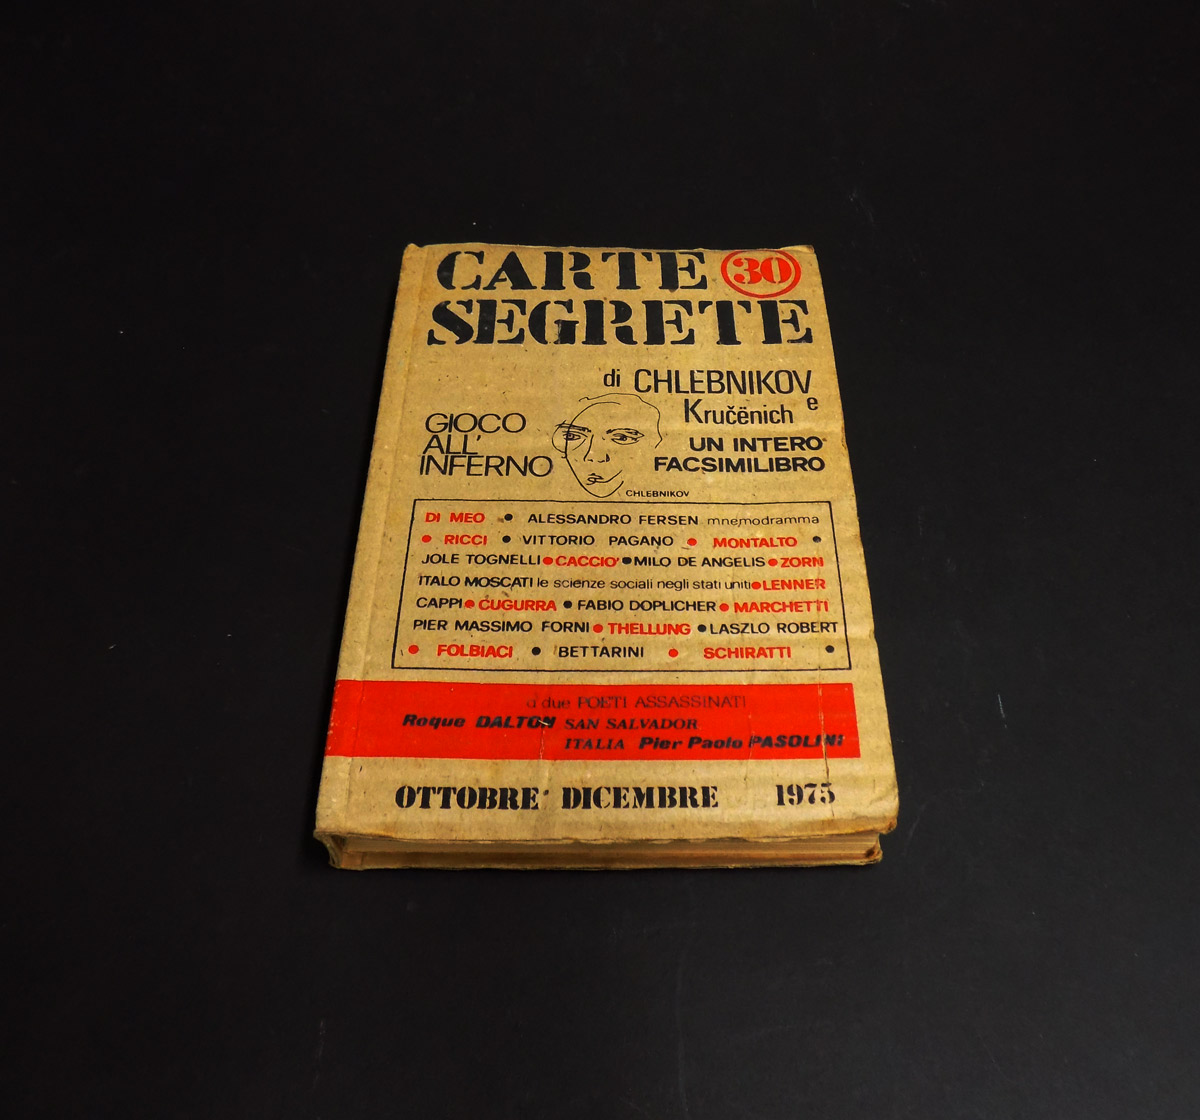 CARTE 30
SEGRETE
di CHLEBNIKOV
e
Kručënich
GIOCO
ALL'
INFERNO
UN INTERO
FACSIMILIBRO
CHLEBNIKOV
DI MEO • ALESSANDRO FERSEN mnemodramma
• RICCI • VITTORIO PAGANO • MONTALTO •
JOLE TOGNELLI • CACCIO' • MILO DE ANGELIS • ZORN
ITALO MOSCATI le scienze sociali negli stati uniti • LENNER
CAPPI • CUGURRA • FABIO DOPLICHER • MARCHETTI
PIER MASSIMO FORNI • THELLUNG • LASZLO ROBERT
• FOLBIACI • BETTARINI • SCHIRATTI •
a due POETI ASSASSINATI
Roque DALTON SAN SALVADOR
ITALIA Pier Paolo PASOLINI
OTTOBRE DICEMBRE 1975